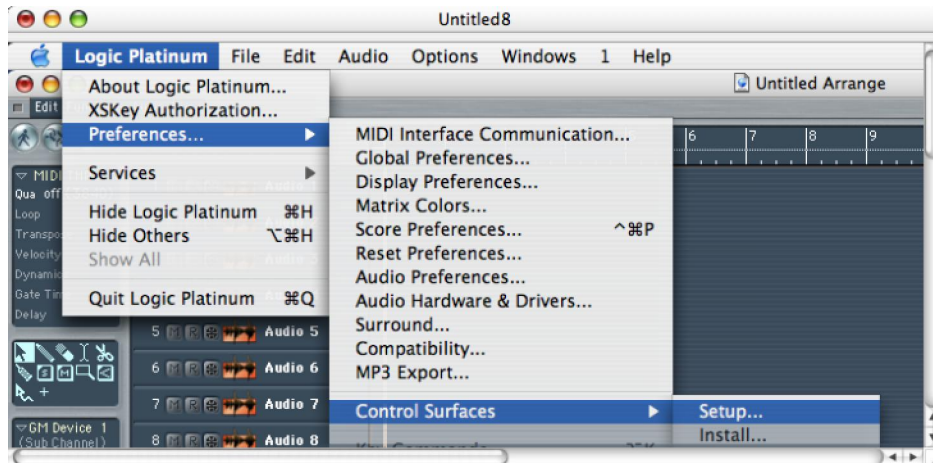 Untitled8
Logic Platinum File Edit Audio Options Windows 1 Help
Untitled Arrange
About Logic Platinum...
XSKey Authorization...
Preferences...
Services
Hide Logic Platinum ⌘H
Hide Others ⌥⌘H
Show All
Quit Logic Platinum ⌘Q
MIDI Interface Communication...
Global Preferences...
Display Preferences...
Matrix Colors...
Score Preferences... ^⌘P
Reset Preferences...
Audio Preferences...
Audio Hardware & Drivers...
Surround...
Compatibility...
MP3 Export...
Control Surfaces
Setup...
Install...
Edit
6 7 8 9
MIDI
Qua off
Loop
Velocity
Delay
5 M R Audio 5
6 M R Audio 6
7 M R Audio 7
8 M R Audio 8
GM Device 1
(Sub Channel)